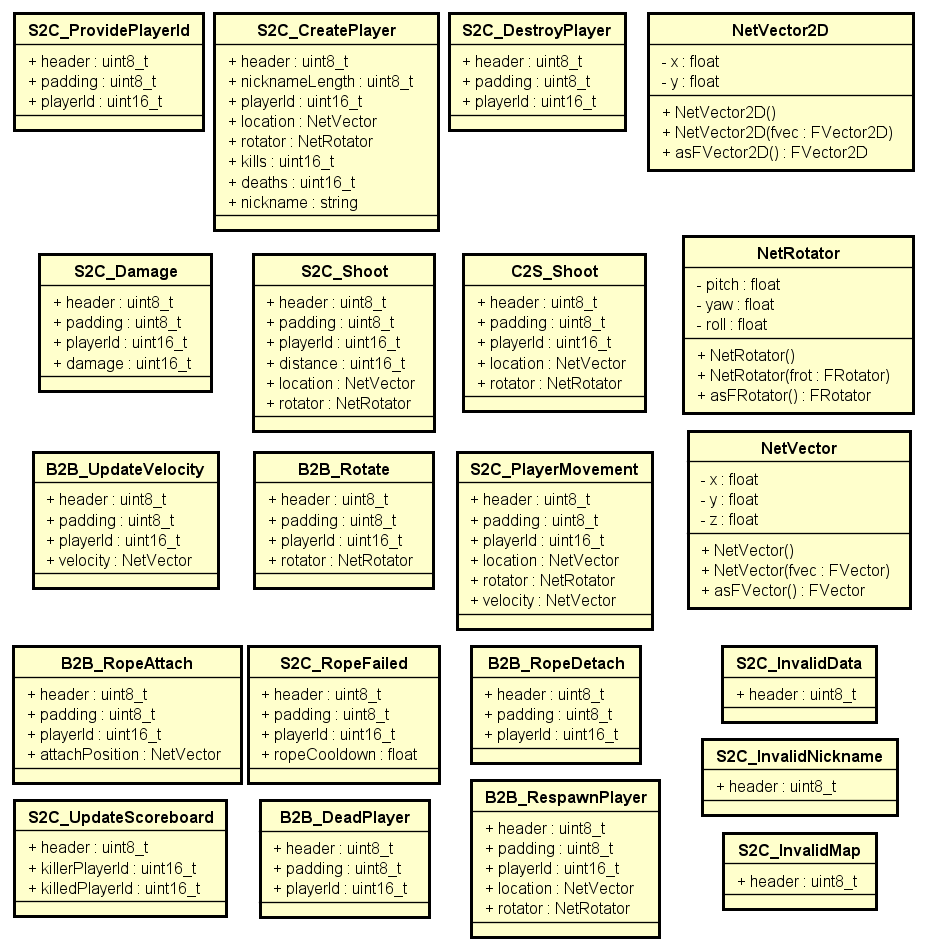 S2C_ProvidePlayerId
+ header : uint8_t
+ padding : uint8_t
+ playerId : uint16_t
S2C_CreatePlayer
+ header : uint8_t
+ nicknameLength : uint8_t
+ playerId : uint16_t
+ location : NetVector
+ rotator : NetRotator
+ kills : uint16_t
+ deaths : uint16_t
+ nickname : string
S2C_DestroyPlayer
+ header : uint8_t
+ padding : uint8_t
+ playerId : uint16_t
NetVector2D
- x : float
- y : float
+ NetVector2D()
+ NetVector2D(fvec : FVector2D)
+ asFVector2D() : FVector2D
S2C_Damage
+ header : uint8_t
+ padding : uint8_t
+ playerId : uint16_t
+ damage : uint16_t
S2C_Shoot
+ header : uint8_t
+ padding : uint8_t
+ playerId : uint16_t
+ distance : uint16_t
+ location : NetVector
+ rotator : NetRotator
C2S_Shoot
+ header : uint8_t
+ padding : uint8_t
+ playerId : uint16_t
+ location : NetVector
+ rotator : NetRotator
NetRotator
- pitch : float
- yaw : float
- roll : float
+ NetRotator()
+ NetRotator(frot : FRotator)
+ asFRotator() : FRotator
B2B_UpdateVelocity
+ header : uint8_t
+ padding : uint8_t
+ playerId : uint16_t
+ velocity : NetVector
B2B_Rotate
+ header : uint8_t
+ padding : uint8_t
+ playerId : uint16_t
+ rotator : NetRotator
S2C_PlayerMovement
+ header : uint8_t
+ padding : uint8_t
+ playerId : uint16_t
+ location : NetVector
+ rotator : NetRotator
+ velocity : NetVector
NetVector
- x : float
- y : float
- z : float
+ NetVector()
+ NetVector(fvec : FVector)
+ asFVector() : FVector
B2B_RopeAttach
+ header : uint8_t
+ padding : uint8_t
+ playerId : uint16_t
+ attachPosition : NetVector
S2C_RopeFailed
+ header : uint8_t
+ padding : uint8_t
+ playerId : uint16_t
+ ropeCooldown : float
B2B_RopeDetach
+ header : uint8_t
+ padding : uint8_t
+ playerId : uint16_t
S2C_InvalidData
+ header : uint8_t
S2C_InvalidNickname
+ header : uint8_t
S2C_UpdateScoreboard
+ header : uint8_t
+ killerPlayerId : uint16_t
+ killedPlayerId : uint16_t
B2B_DeadPlayer
+ header : uint8_t
+ padding : uint8_t
+ playerId : uint16_t
B2B_RespawnPlayer
+ header : uint8_t
+ padding : uint8_t
+ playerId : uint16_t
+ location : NetVector
+ rotator : NetRotator
S2C_InvalidMap
+ header : uint8_t